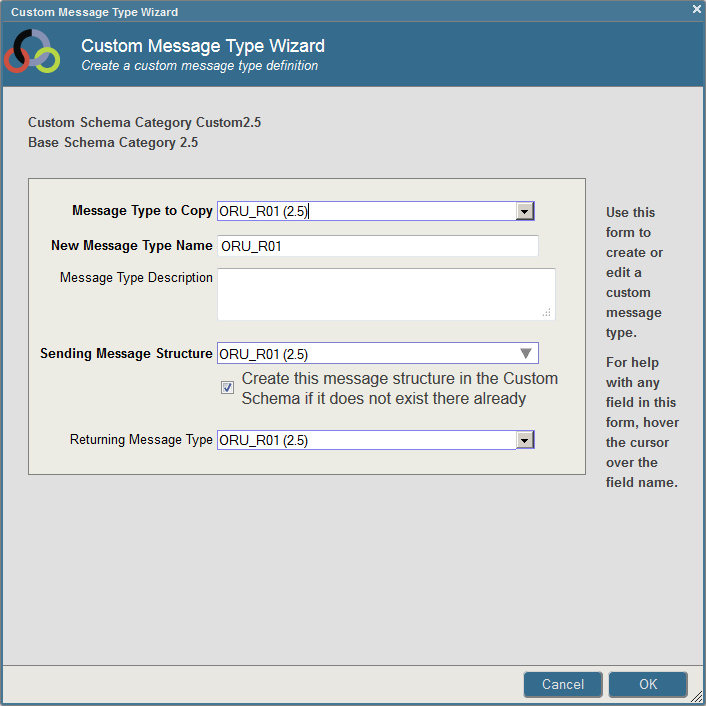 Custom Message Type Wizard
Custom Message Type Wizard
Create a custom message type definition
Custom Schema Category Custom2.5
Base Schema Category 2.5
Message Type to Copy ORU_R01 (2.5)
New Message Type Name ORU_R01
Message Type Description
Sending Message Structure ORU_R01 (2.5)
Create this message structure in the Custom
Schema if it does not exist there already
Returning Message Type ORU_R01 (2.5)
Use this
form to
create or
edit a
custom
message
type.
For help
with any
field in this
form, hover
the cursor
over the
field name.
Cancel OK